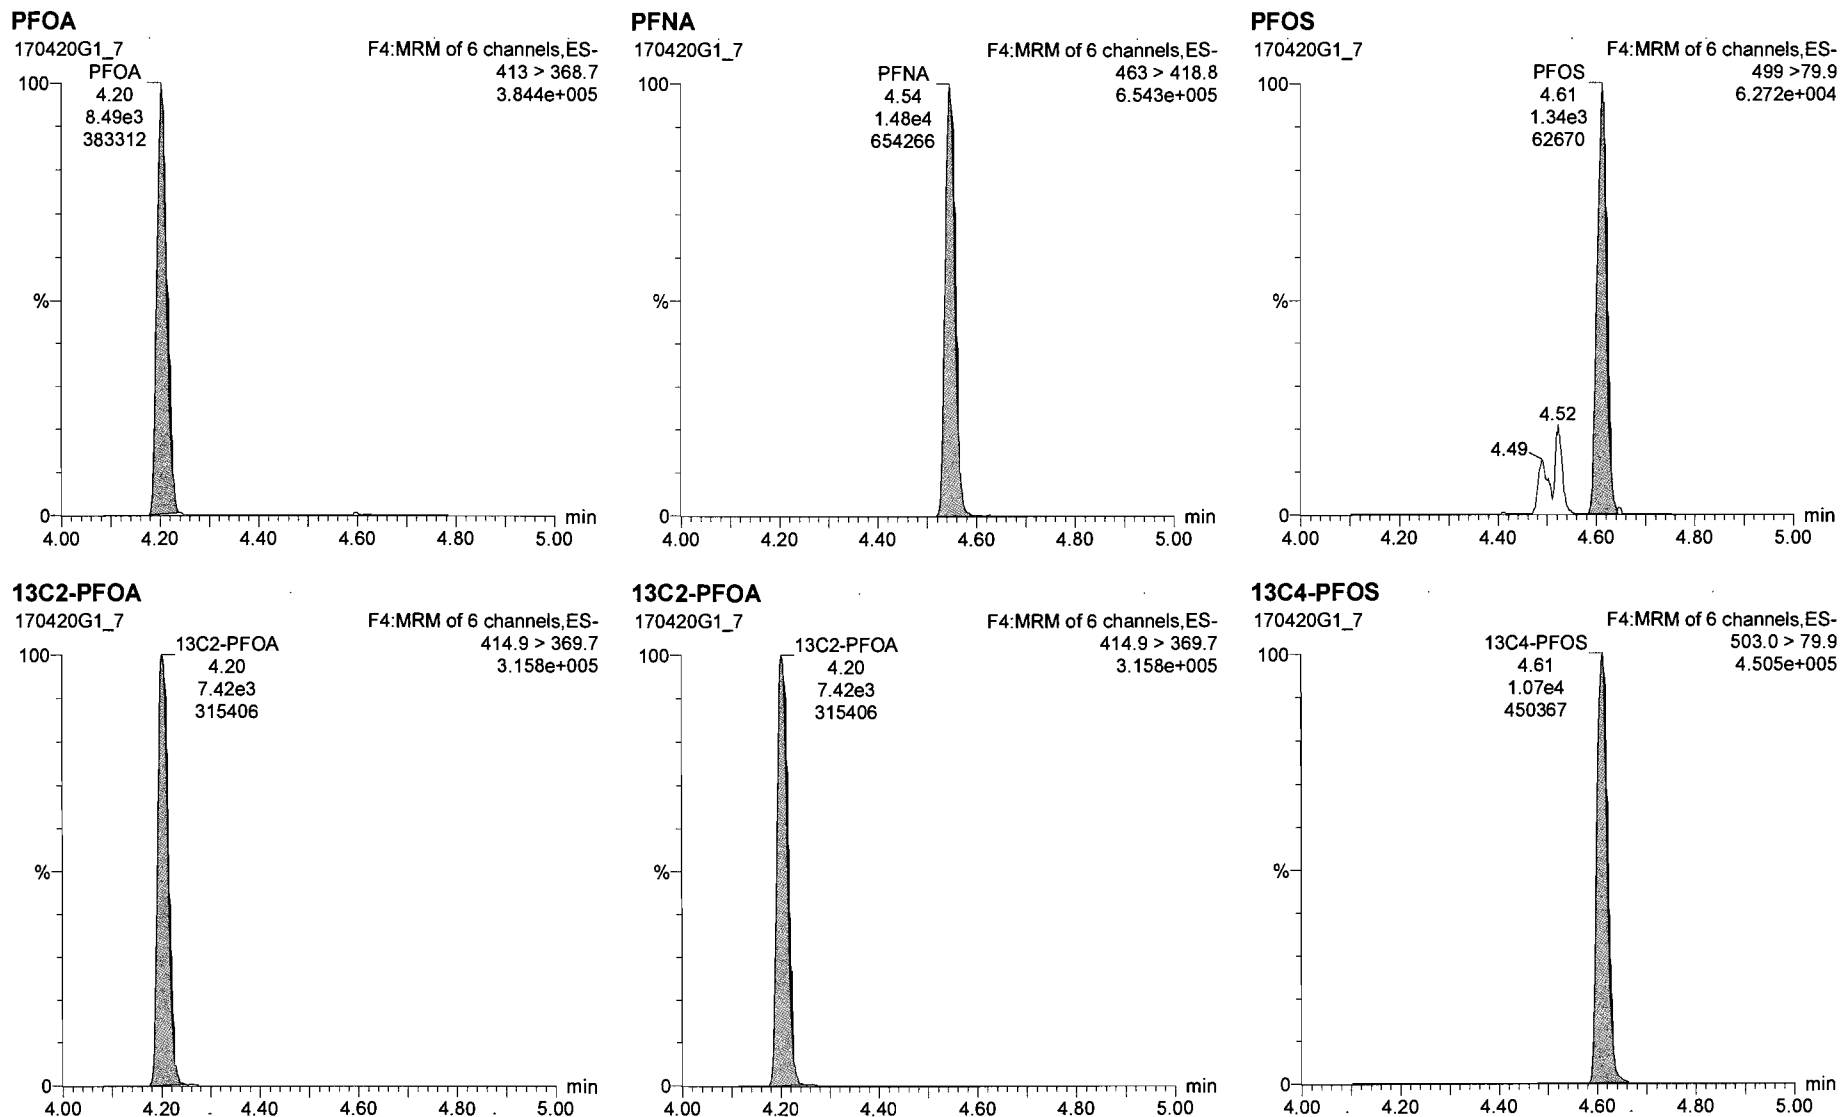 PFOA
170420G1_7
F4:MRM of 6 channels,ES-
413 > 368.7
3.844e+005
PFOA
4.20
8.49e3
383312
100
%
0
min
4.00 4.20 4.40 4.60 4.80 5.00
PFNA
170420G1_7
F4:MRM of 6 channels,ES-
463 > 418.8
6.543e+005
PFNA
4.54
1.48e4
654266
100
%
0
min
4.00 4.20 4.40 4.60 4.80 5.00
PFOS
170420G1_7
F4:MRM of 6 channels,ES-
499 >79.9
6.272e+004
PFOS
4.61
1.34e3
62670
100
%
4.52
4.49
0
min
4.00 4.20 4.40 4.60 4.80 5.00
13C2-PFOA
170420G1_7
F4:MRM of 6 channels,ES-
414.9 > 369.7
3.158e+005
13C2-PFOA
4.20
7.42e3
315406
100
%
0
min
4.00 4.20 4.40 4.60 4.80 5.00
13C2-PFOA
170420G1_7
F4:MRM of 6 channels,ES-
414.9 > 369.7
3.158e+005
13C2-PFOA
4.20
7.42e3
315406
100
%
0
min
4.00 4.20 4.40 4.60 4.80 5.00
13C4-PFOS
170420G1_7
F4:MRM of 6 channels,ES-
503.0 > 79.9
4.505e+005
13C4-PFOS
4.61
1.07e4
450367
100
%
0
min
4.00 4.20 4.40 4.60 4.80 5.00